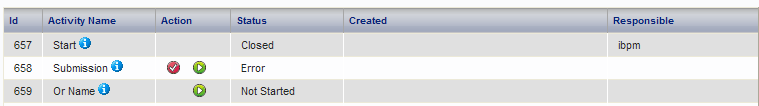 Id Activity Name Action Status Created Responsible
657 Start Closed ibpm
658 Submission Error
659 Or Name Not Started